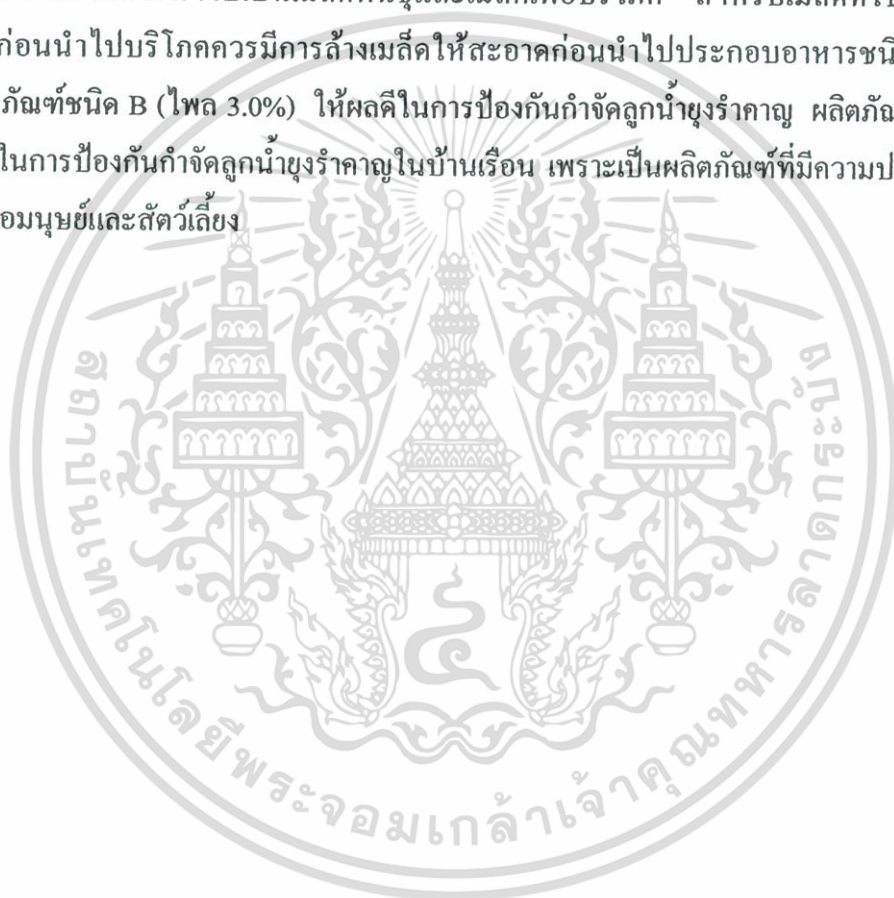 ก่อนนำไปบริโภคควรมีการล้างเมล็ดให้สะอาดก่อนนำไปประกอบอาหารชนิ
ภัณฑ์ชนิด B (ไพล 3.0%) ให้ผลดีในการป้องกันกำจัดลูกน้ำยุงรำคาญ ผลิตภัณ
ในการป้องกันกำจัดลูกน้ำยุงรำคาญในบ้านเรือน เพราะเป็นผลิตภัณฑ์ที่มีความป
อมนุษย์และสัตว์เลี้ยง
สถาบันเทคโนโลยีพระจอมเกล้าเจ้าคุณทหารลาดกระบัง